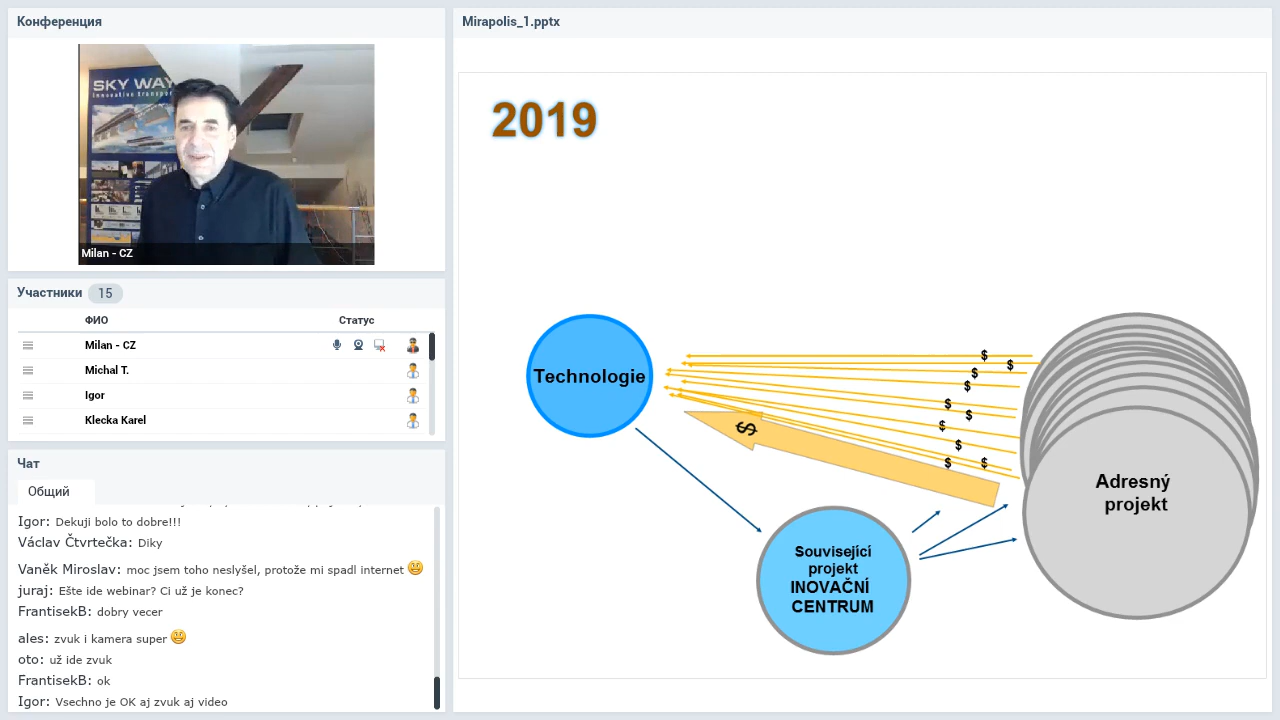 Конференция
SKY WAY
Milan - CZ
Участники 15
ФИО Статус
Milan - CZ
Michal T.
Igor
Klecka Karel
Чат
Общий
Igor: Dekuji bolo to dobre!!!
Václav Čtvrtečka: Diky
Vaněk Miroslav: moc jsem toho neslyšel, protože mi spadl internet
juraj: Ešte ide webinar? Ci už je konec?
FrantisekB: dobry vecer
ales: zvuk i kamera super
oto: už ide zvuk
FrantisekB: ok
Igor: Vsechno je OK aj zvuk aj video
Mirapolis_1.pptx
2019
Technologie
$
$
$
$
$
$
$
$
$
$
$
Adresný
projekt
Související
projekt
INOVAČNÍ
CENTRUM